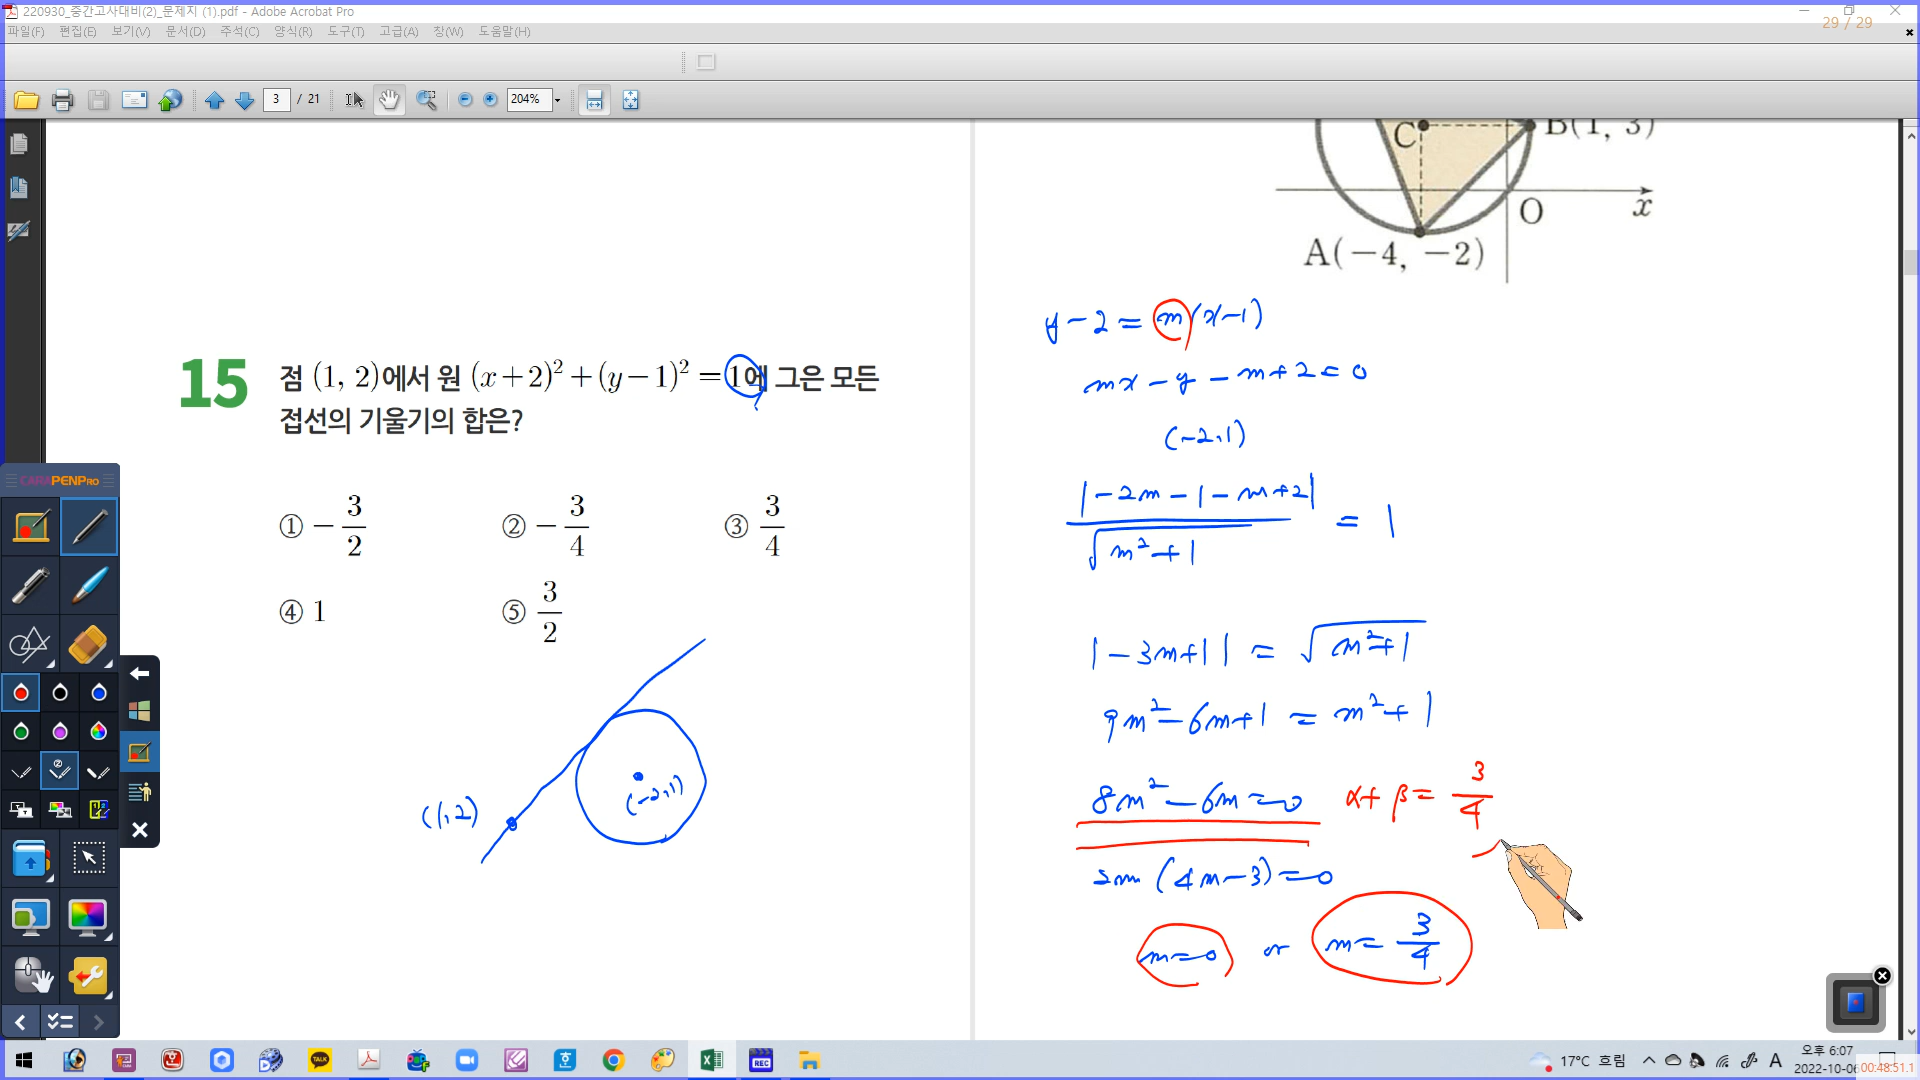 220930_중간고사대비(2)_문제지 (1).pdf - Adobe Acrobat Pro
29 / 29
파일(F) 편집(E) 보기(V) 문서(D) 주석(C) 양식(R) 도구(T) 고급(A) 창(W) 도움말(H)
3 / 21
204%
C
B(1, 3)
O
x
A(−4, −2)
15
점 (1, 2)에서 원 (x+2)² + (y−1)² = 1에 그은 모든
접선의 기울기의 합은?
① −3/2
② −3/4
③ 3/4
④ 1
⑤ 3/2
(1,2)
(-2,1)
y-2=m(x-1)
mx-y-m+2=0
(-2,1)
|-2m-1-m+2| / √(m²+1) = 1
|-3m+1| = √(m²+1)
9m²-6m+1 = m²+1
8m²-6m=0
α+β= 3/4
2m(4m-3)=0
m=0 or m= 3/4
CARAPENPRO
TALK
REC
17°C 흐림
A
오후 6:07
2022-10-06
00:48:51.1